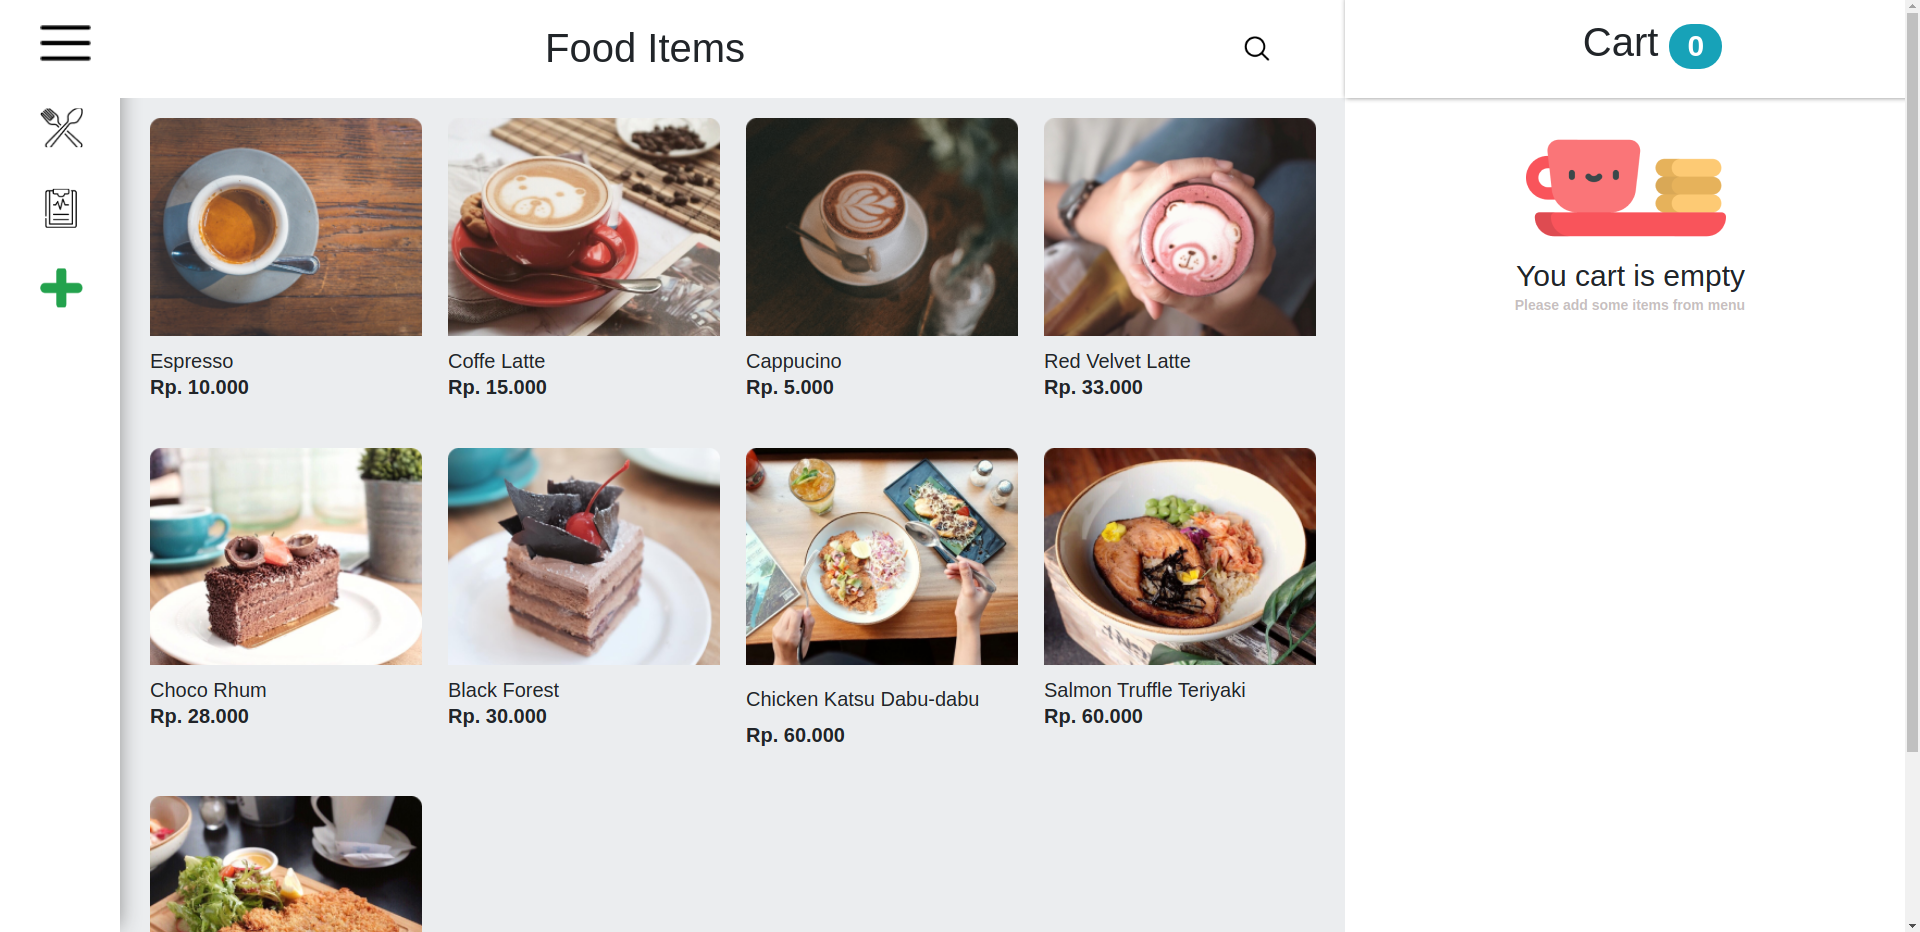 Food Items
Cart 0
Espresso
Rp. 10.000
Coffe Latte
Rp. 15.000
Cappucino
Rp. 5.000
Red Velvet Latte
Rp. 33.000
You cart is empty
Please add some items from menu
Choco Rhum
Rp. 28.000
Black Forest
Rp. 30.000
Chicken Katsu Dabu-dabu
Rp. 60.000
Salmon Truffle Teriyaki
Rp. 60.000